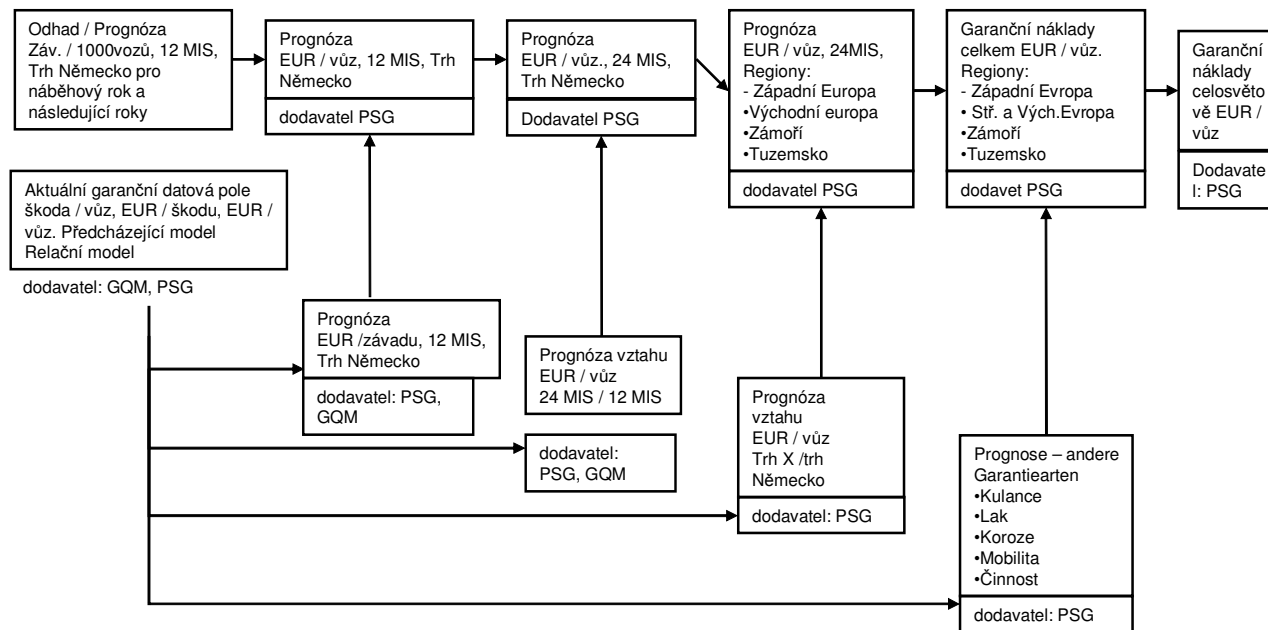 Odhad / Prognóza
Záv. / 1000vozů, 12 MIS,
Trh Německo pro
náběhový rok a
následující roky
Prognóza
EUR / vůz, 12 MIS, Trh
Německo
dodavatel PSG
Prognóza
EUR / vůz., 24 MIS,
Trh Německo
Dodavatel PSG
Prognóza
EUR / vůz, 24MIS,
Regiony:
- Západní Europa
•Východní europa
•Zámoří
•Tuzemsko
dodavatel PSG
Garanční náklady
celkem EUR / vůz.
Regiony:
- Západní Evropa
• Stř. a Vých.Evropa
•Zámoří
•Tuzemsko
dodavet PSG
Garanční
náklady
celosvěto
vě EUR /
vůz
Dodavate
l: PSG
Aktuální garanční datová pole
škoda / vůz, EUR / škodu, EUR /
vůz. Předcházející model
Relační model
dodavatel: GQM, PSG
Prognóza
EUR /závadu, 12 MIS,
Trh Německo
dodavatel: PSG,
GQM
Prognóza vztahu
EUR / vůz
24 MIS / 12 MIS
dodavatel:
PSG, GQM
Prognóza
vztahu
EUR / vůz
Trh X /trh
Německo
dodavatel: PSG
Prognose – andere
Garantiearten
•Kulance
•Lak
•Koroze
•Mobilita
•Činnost
dodavatel: PSG